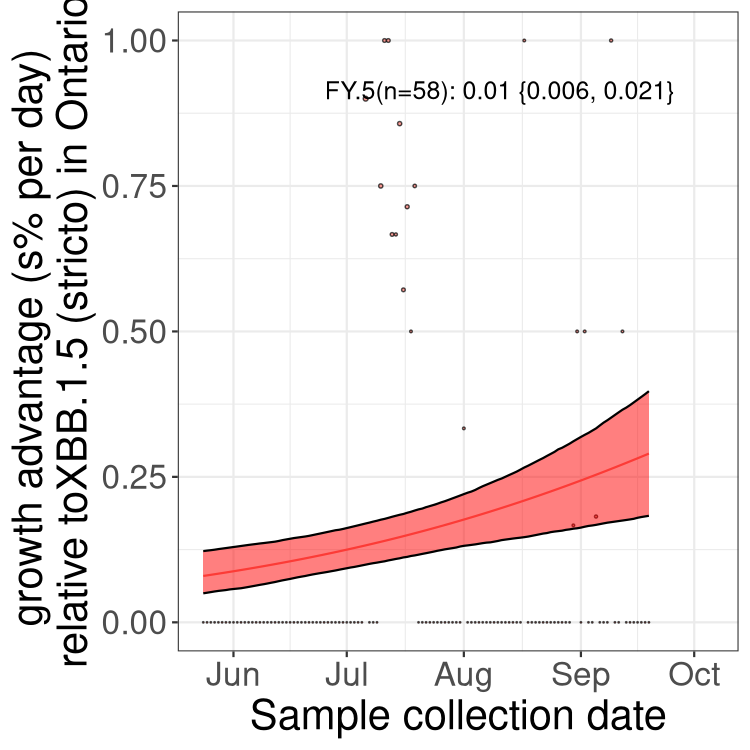 growth advantage (s% per day)
relative toXBB.1.5 (stricto) in Ontario
1.00
FY.5(n=58): 0.01 {0.006, 0.021}
0.75
0.50
0.25
0.00
Jun Jul Aug Sep Oct
Sample collection date